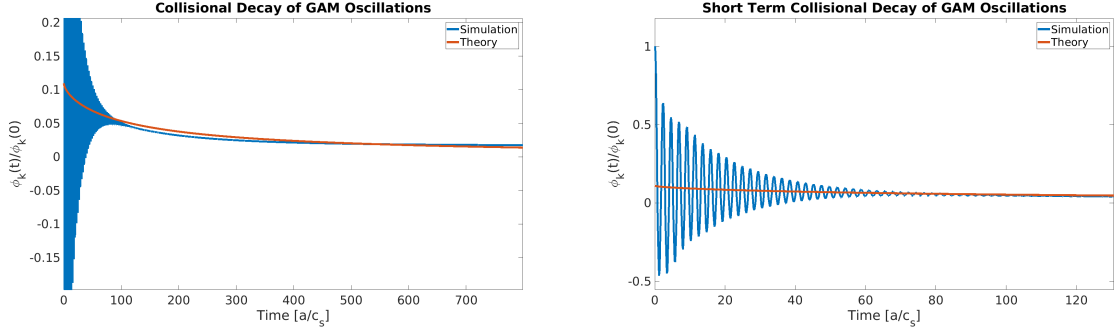 Collisional Decay of GAM Oscillations
0.2
0.15
0.1
0.05
0
-0.05
-0.1
-0.15
ϕk(t)/ϕk(0)
Simulation
Theory
0 100 200 300 400 500 600 700
Time [a/cs]
Short Term Collisional Decay of GAM Oscillations
1
0.5
0
-0.5
ϕk(t)/ϕk(0)
Simulation
Theory
0 20 40 60 80 100 120
Time [a/cs]